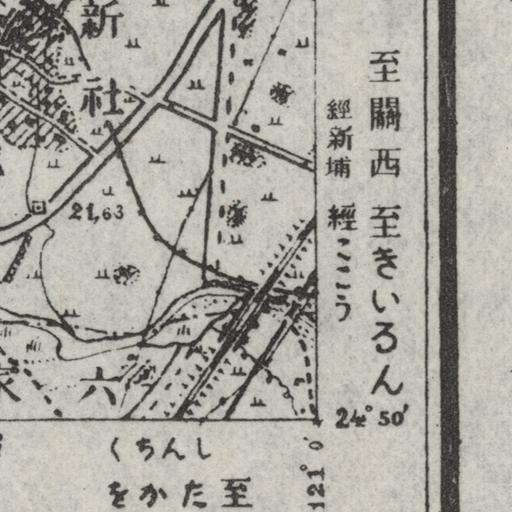 新社
21,63
六
至關西 至きいろん
經新埔 經こころ
24° 50′
121° 0′
くちんし
をかた至